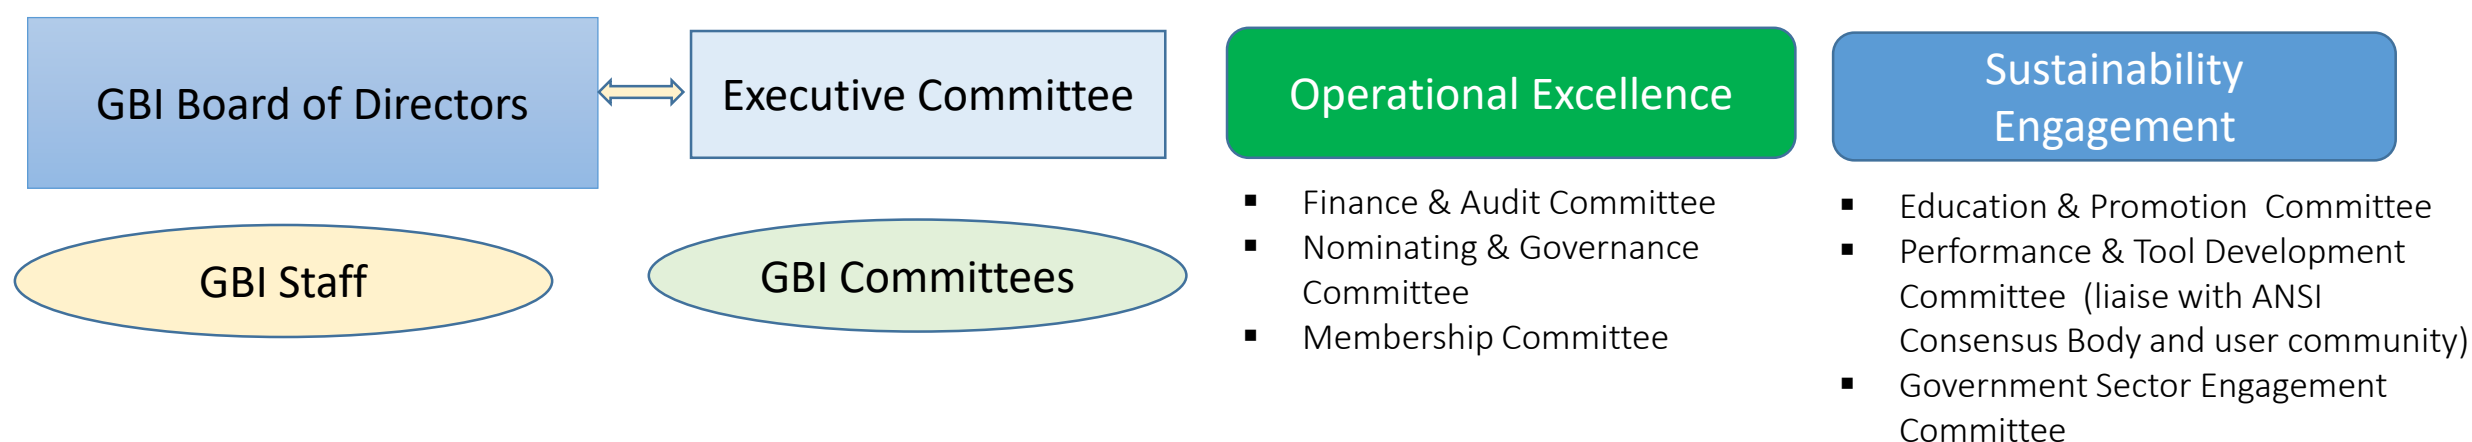 GBI Board of Directors
Executive Committee
GBI Staff
GBI Committees
Operational Excellence
▪ Finance & Audit Committee
▪ Nominating & Governance
Committee
▪ Membership Committee
Sustainability
Engagement
▪ Education & Promotion  Committee
▪ Performance & Tool Development
Committee  (liaise with ANSI
Consensus Body and user community)
▪ Government Sector Engagement
Committee